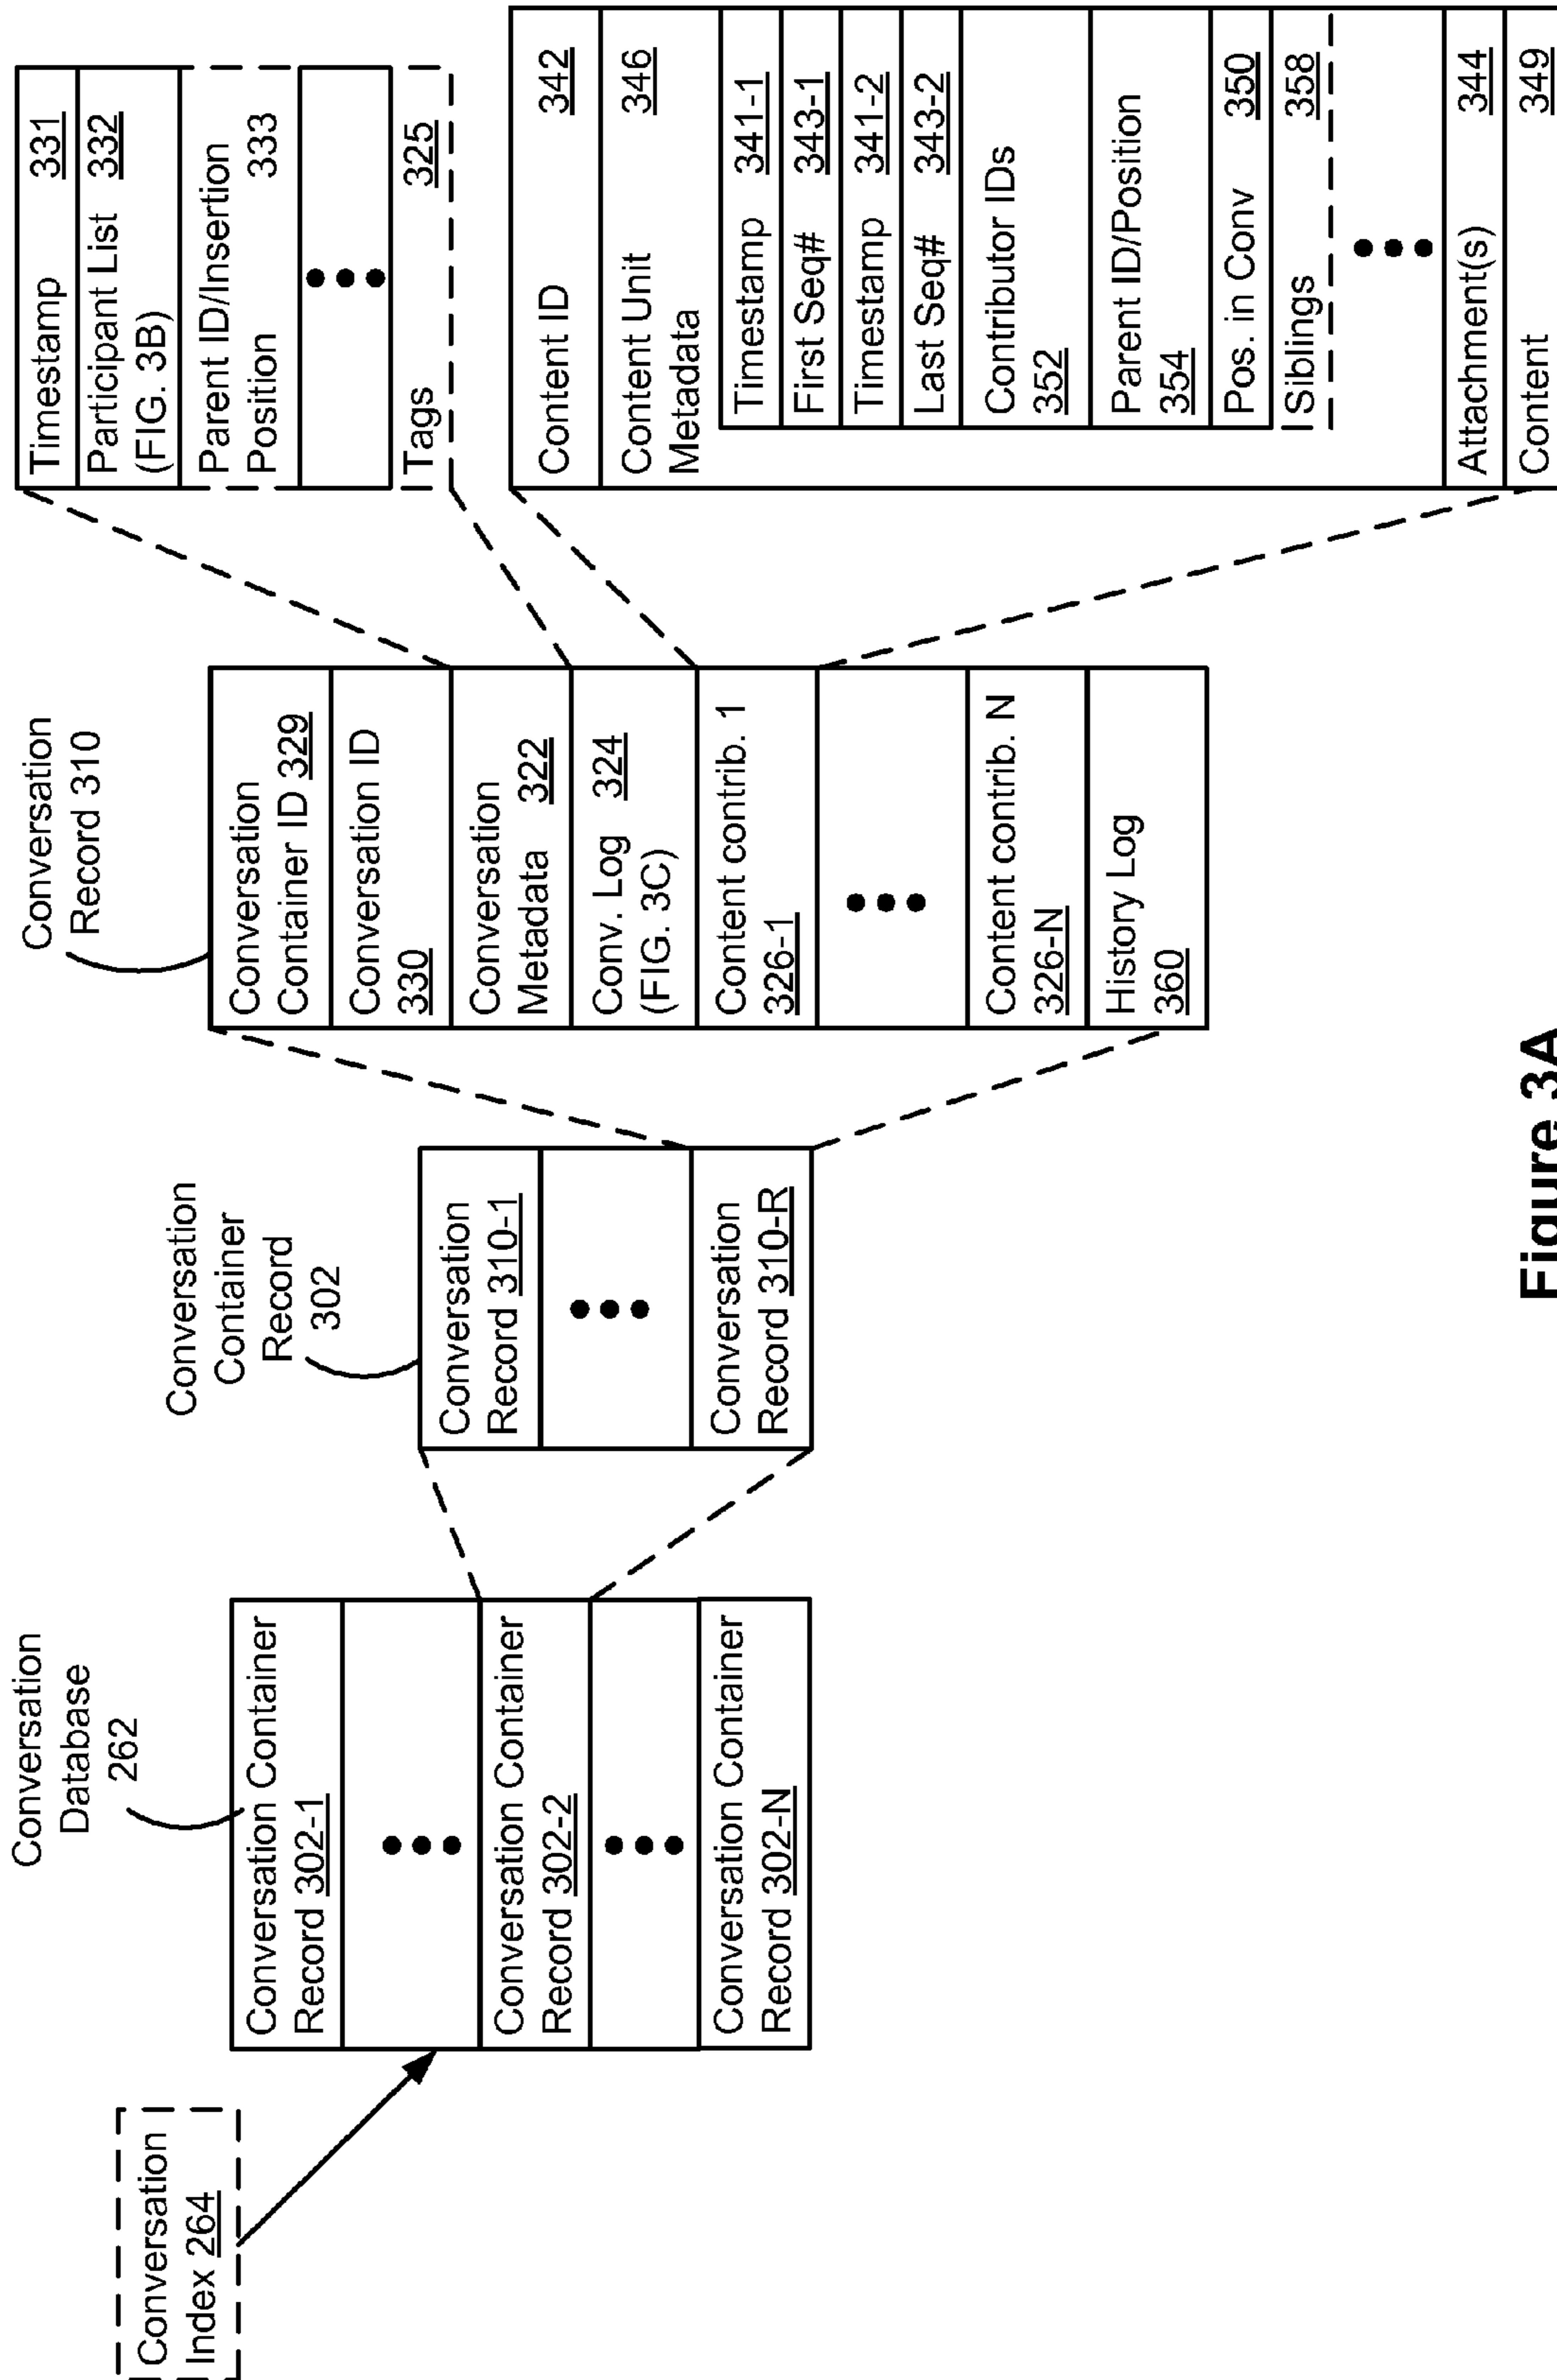 Conversation
Index 264
Conversation
Database
262
Conversation Container
Record 302-1
Conversation Container
Record 302-2
Conversation Container
Record 302-N
Conversation
Container
Record
302
Conversation
Record 310-1
Conversation
Record 310-R
Conversation
Record 310
Conversation
Container ID 329
Conversation ID
330
Conversation
Metadata 322
Conv. Log 324
(FIG. 3C)
Content contrib. 1
326-1
Content contrib. N
326-N
History Log
360
Timestamp 331
Participant List 332
(FIG. 3B)
Parent ID/Insertion
Position 333
Tags 325
Content ID 342
Content Unit 346
Metadata
Timestamp 341-1
First Seq# 343-1
Timestamp 341-2
Last Seq# 343-2
Contributor IDs
352
Parent ID/Position
354
Pos. in Conv 350
Siblings 358
Attachment(s) 344
Content 349
Figure 3A